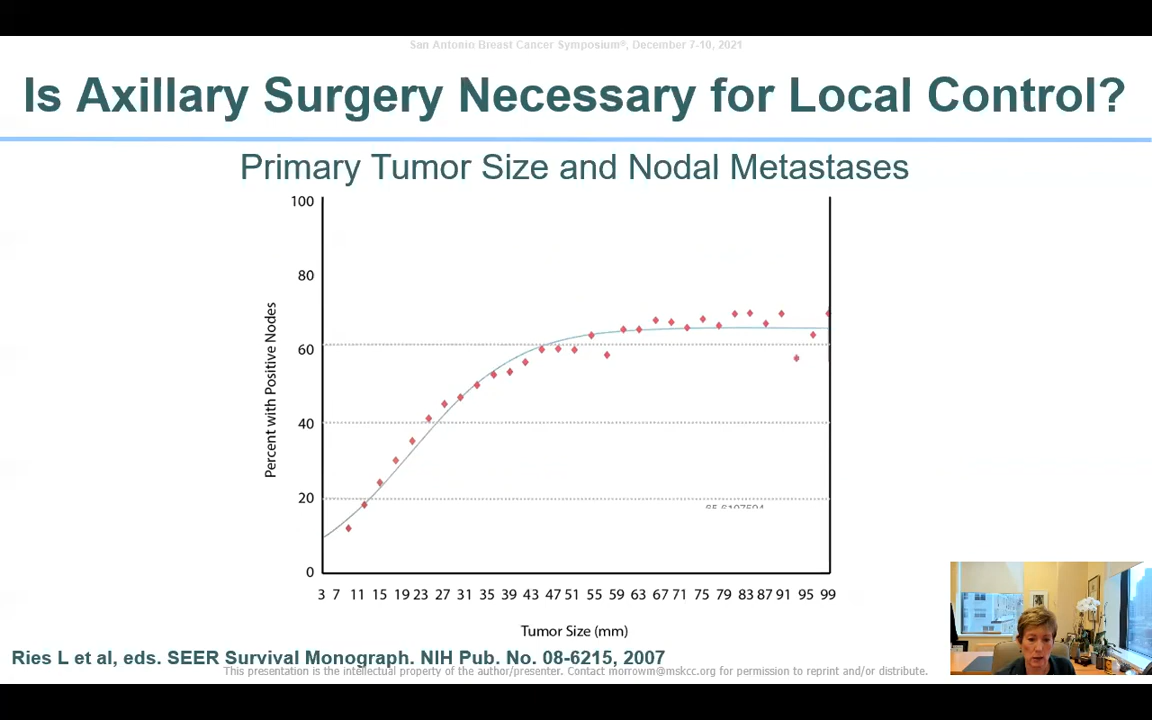 San Antonio Breast Cancer Symposium®, December 7-10, 2021
Is Axillary Surgery Necessary for Local Control?
Primary Tumor Size and Nodal Metastases
100
80
60
40
20
0
Percent with Positive Nodes
3 7 11 15 19 23 27 31 35 39 43 47 51 55 59 63 67 71 75 79 83 87 91 95 99
Tumor Size (mm)
Ries L et al, eds. SEER Survival Monograph. NIH Pub. No. 08-6215, 2007
This presentation is the intellectual property of the author/presenter. Contact morrowm@mskcc.org for permission to reprint and/or distribute.